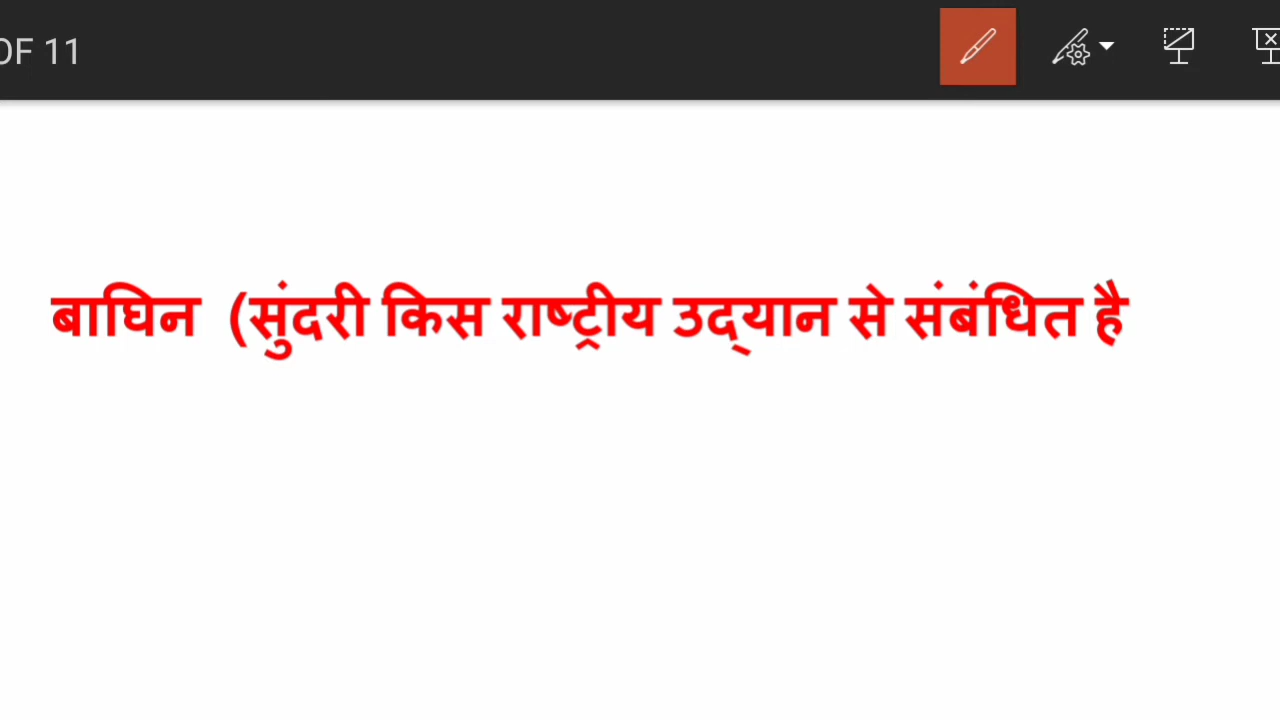 OF 11
बाघिन (सुंदरी किस राष्ट्रीय उद्यान से संबंधित है